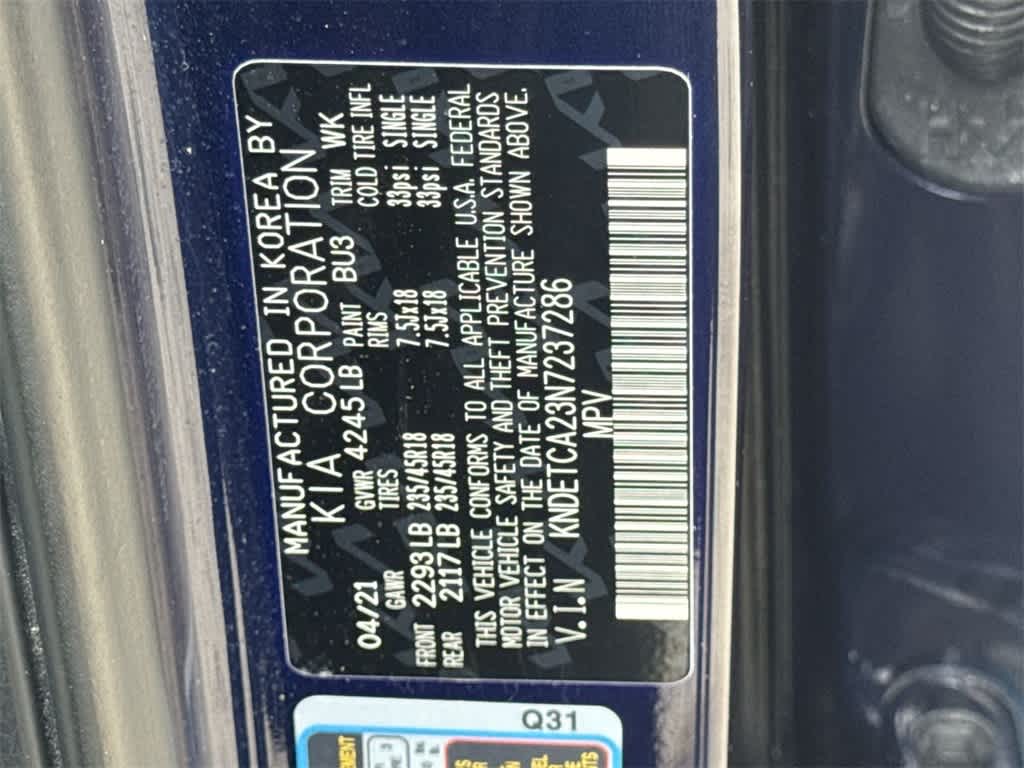 MANUFACTURED IN KOREA BY
KIA CORPORATION
04/21 GVWR 4245 LB PAINT BU3 TRIM WK
GAWR TIRES RIMS COLD TIRE INFL
FRONT 2293 LB 235/45R18 7.5Jx18 33psi SINGLE
REAR 2117 LB 235/45R18 7.5Jx18 33psi SINGLE
THIS VEHICLE CONFORMS TO ALL APPLICABLE U.S.A. FEDERAL
MOTOR VEHICLE SAFETY AND THEFT PREVENTION STANDARDS
IN EFFECT ON THE DATE OF MANUFACTURE SHOWN ABOVE.
V.I.N KNDETCA23N7237286
MPV
Q31